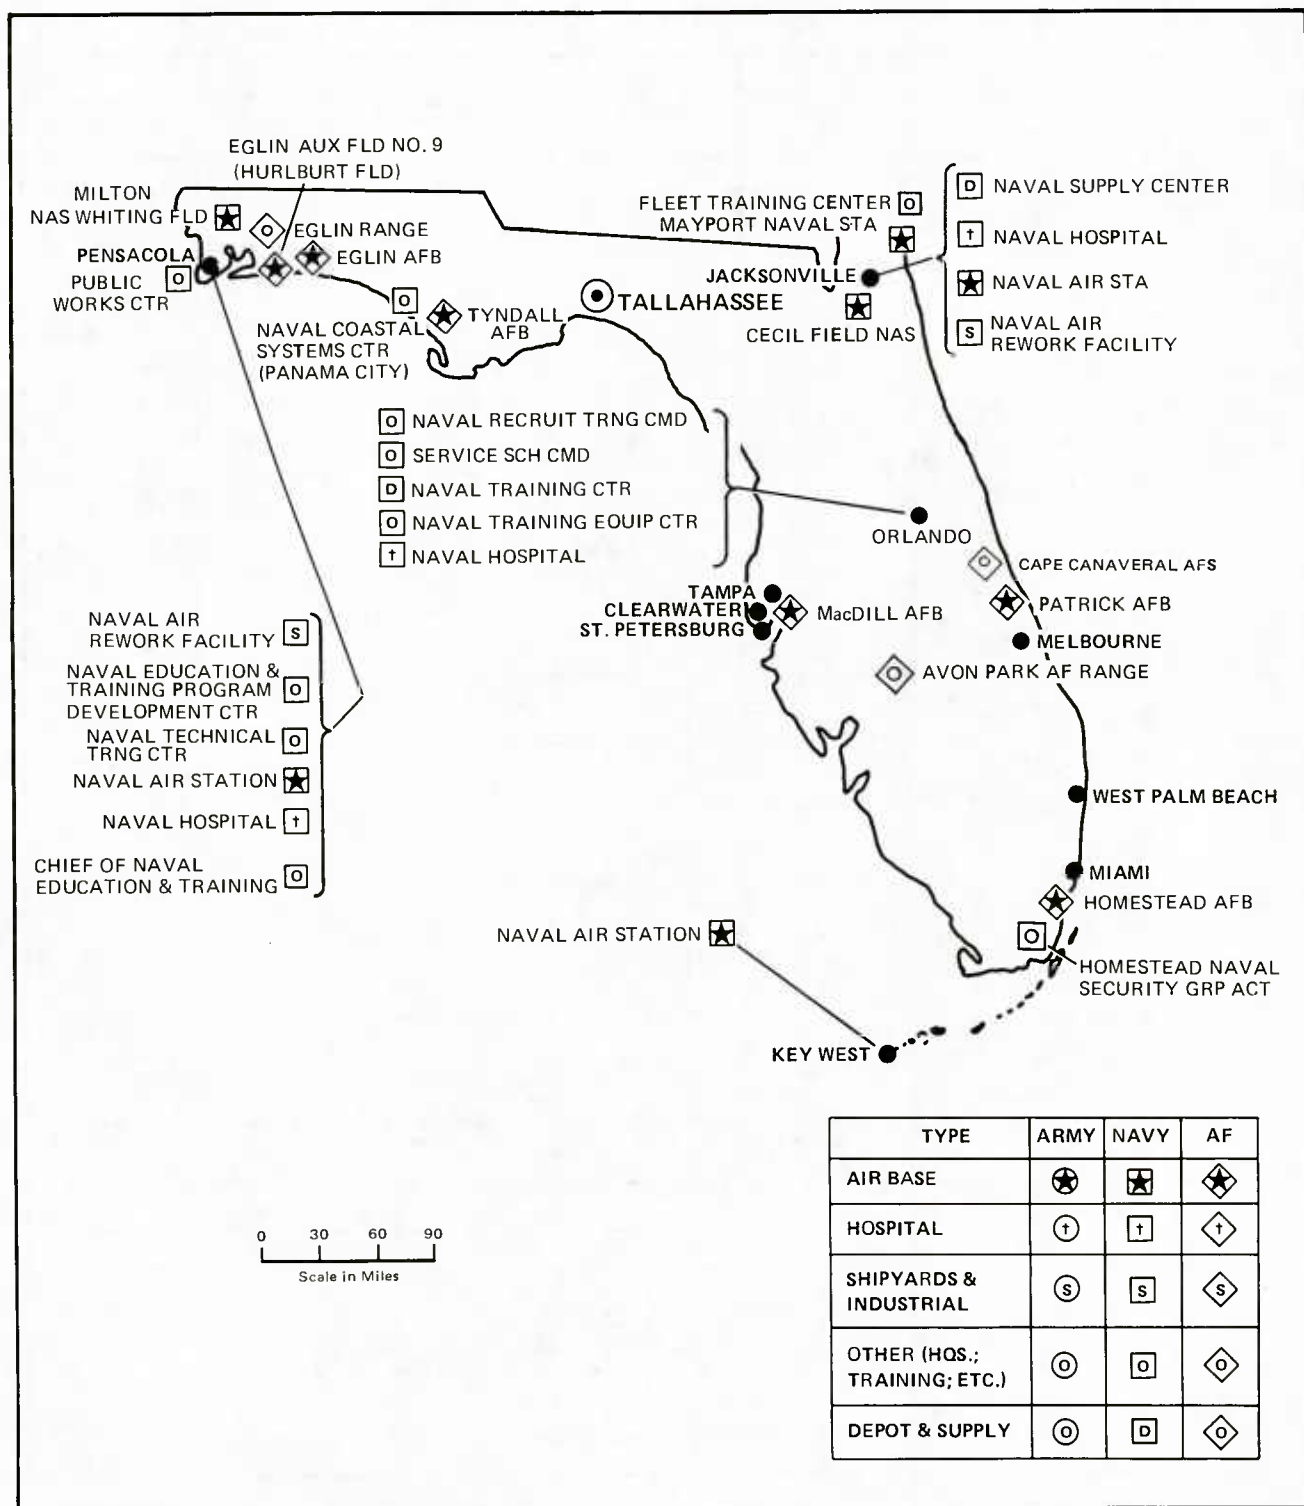 EGLIN AUX FLD NO. 9
(HURLBURT FLD)
MILTON
NAS WHITING FLD
EGLIN RANGE
PENSACOLA
EGLIN AFB
O
PUBLIC
WORKS CTR
O
O
NAVAL COASTAL
SYSTEMS CTR
(PANAMA CITY)
TYNDALL
AFB
TALLAHASSEE
FLEET TRAINING CENTER O
MAYPORT NAVAL STA
JACKSONVILLE
CECIL FIELD NAS
D NAVAL SUPPLY CENTER
† NAVAL HOSPITAL
NAVAL AIR STA
S NAVAL AIR
REWORK FACILITY
O NAVAL RECRUIT TRNG CMD
O SERVICE SCH CMD
D NAVAL TRAINING CTR
O NAVAL TRAINING EQUIP CTR
† NAVAL HOSPITAL
ORLANDO
O CAPE CANAVERAL AFS
PATRICK AFB
MELBOURNE
TAMPA
CLEARWATER
ST. PETERSBURG
MacDILL AFB
O AVON PARK AF RANGE
NAVAL AIR
REWORK FACILITY S
NAVAL EDUCATION &
TRAINING PROGRAM O
DEVELOPMENT CTR
NAVAL TECHNICAL O
TRNG CTR
NAVAL AIR STATION
NAVAL HOSPITAL †
CHIEF OF NAVAL O
EDUCATION & TRAINING
WEST PALM BEACH
MIAMI
HOMESTEAD AFB
O
HOMESTEAD NAVAL
SECURITY GRP ACT
NAVAL AIR STATION
KEY WEST
0 30 60 90
Scale in Miles
TYPE ARMY NAVY AF
AIR BASE
HOSPITAL † † †
SHIPYARDS &
INDUSTRIAL S S S
OTHER (HQS.;
TRAINING; ETC.) O O O
DEPOT & SUPPLY O D O